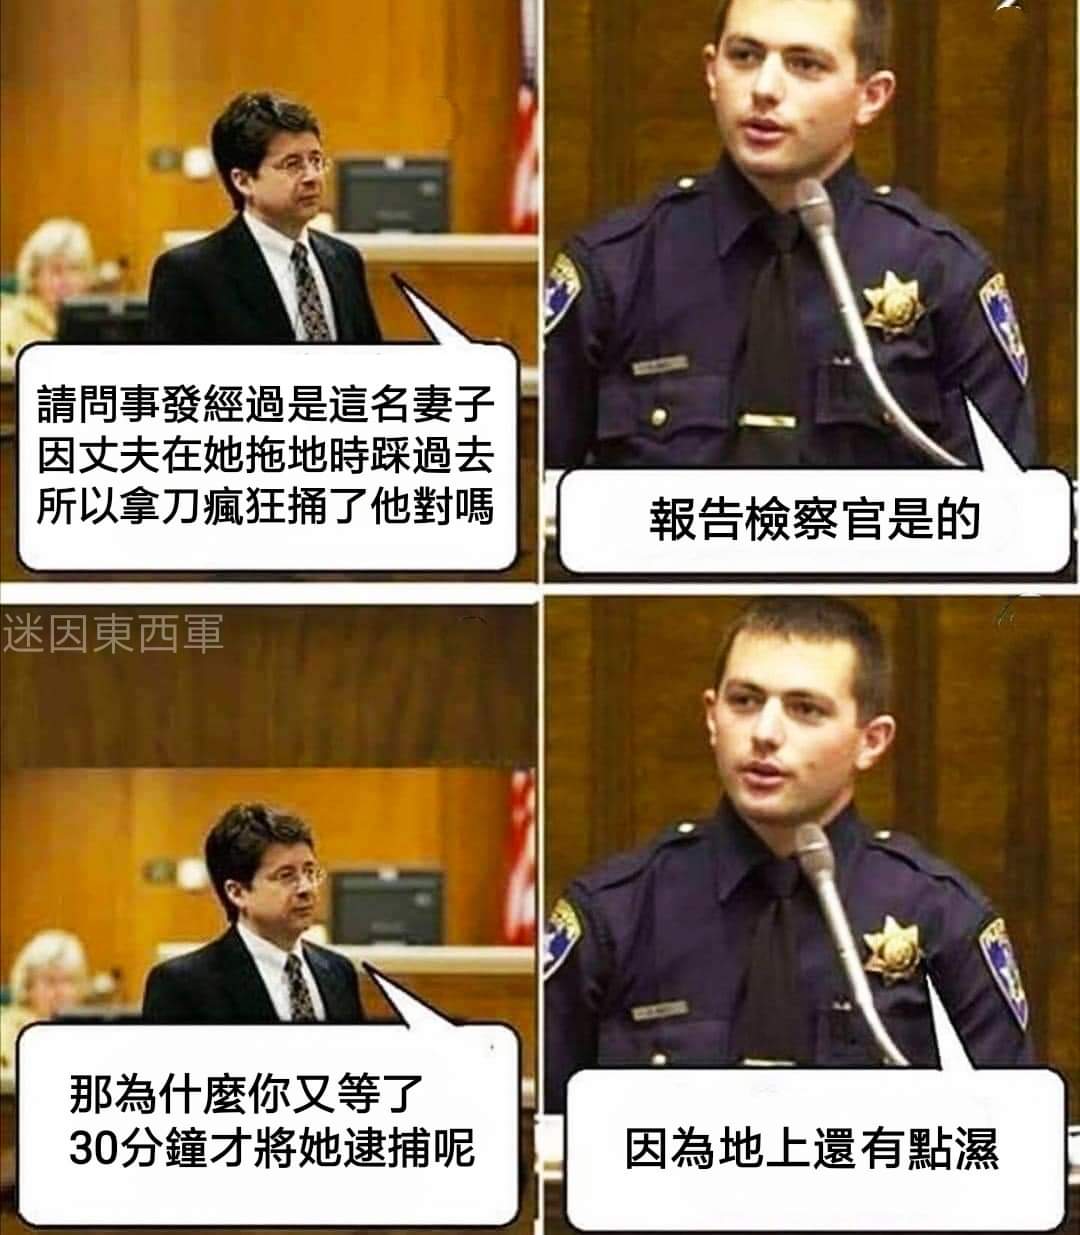 請問事發經過是這名妻子
因丈夫在她拖地時踩過去
所以拿刀瘋狂捅了他對嗎
報告檢察官是的
迷因東西軍
那為什麼你又等了
30分鐘才將她逮捕呢
因為地上還有點濕